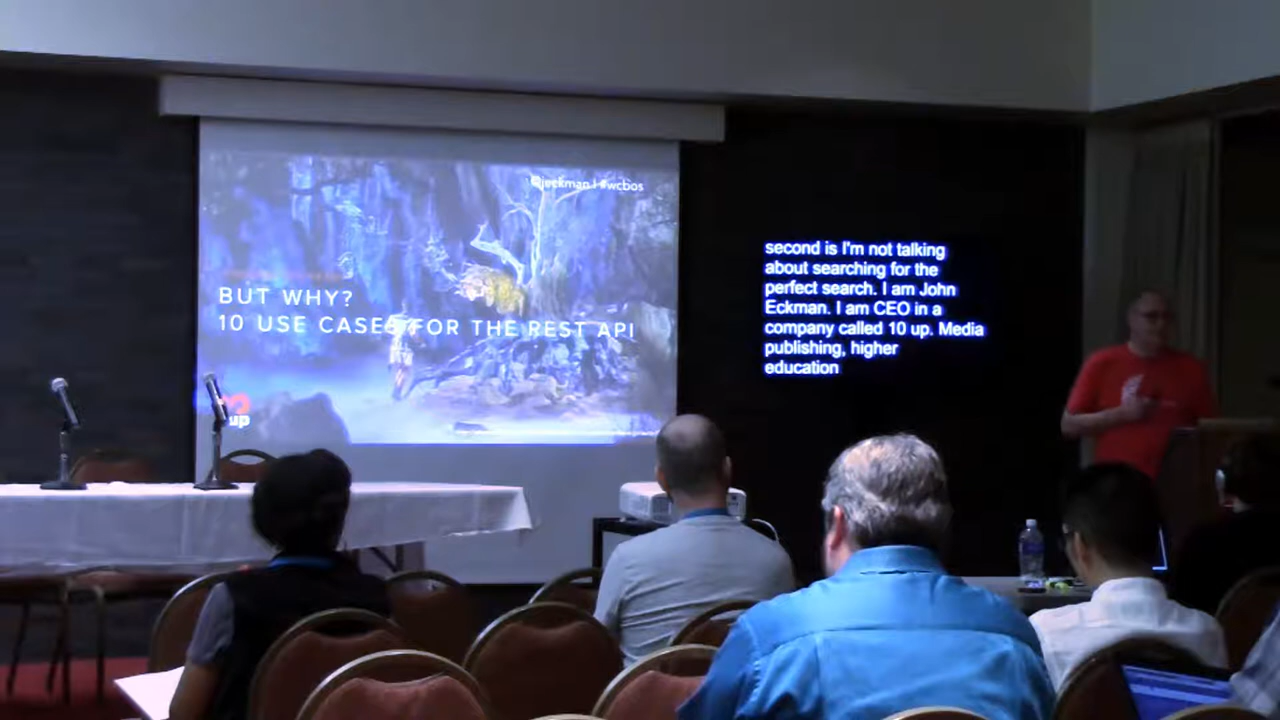 @jeckman | #wcbos
BUT WHY?
10 USE CASES FOR THE REST API
up
second is I'm not talking
about searching for the
perfect search. I am John
Eckman. I am CEO in a
company called 10 up. Media
publishing, higher
education